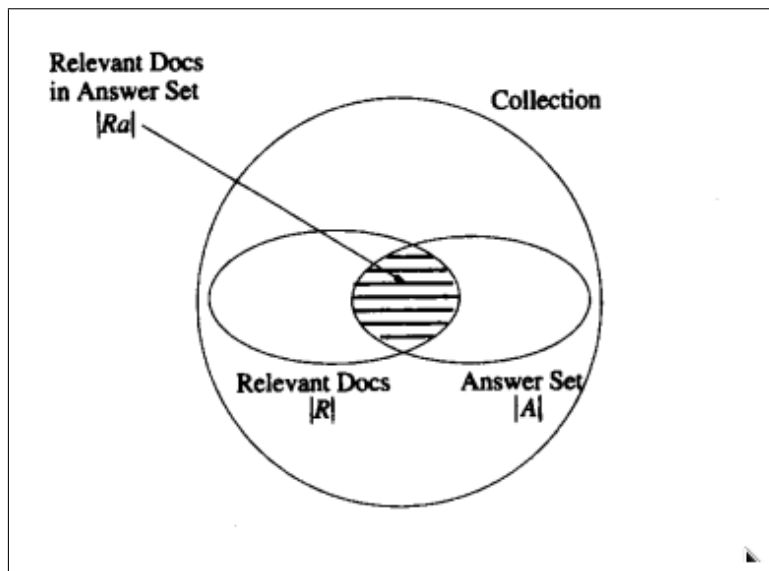 Relevant Docs
in Answer Set
|Ra|
Collection
Relevant Docs
|R|
Answer Set
|A|